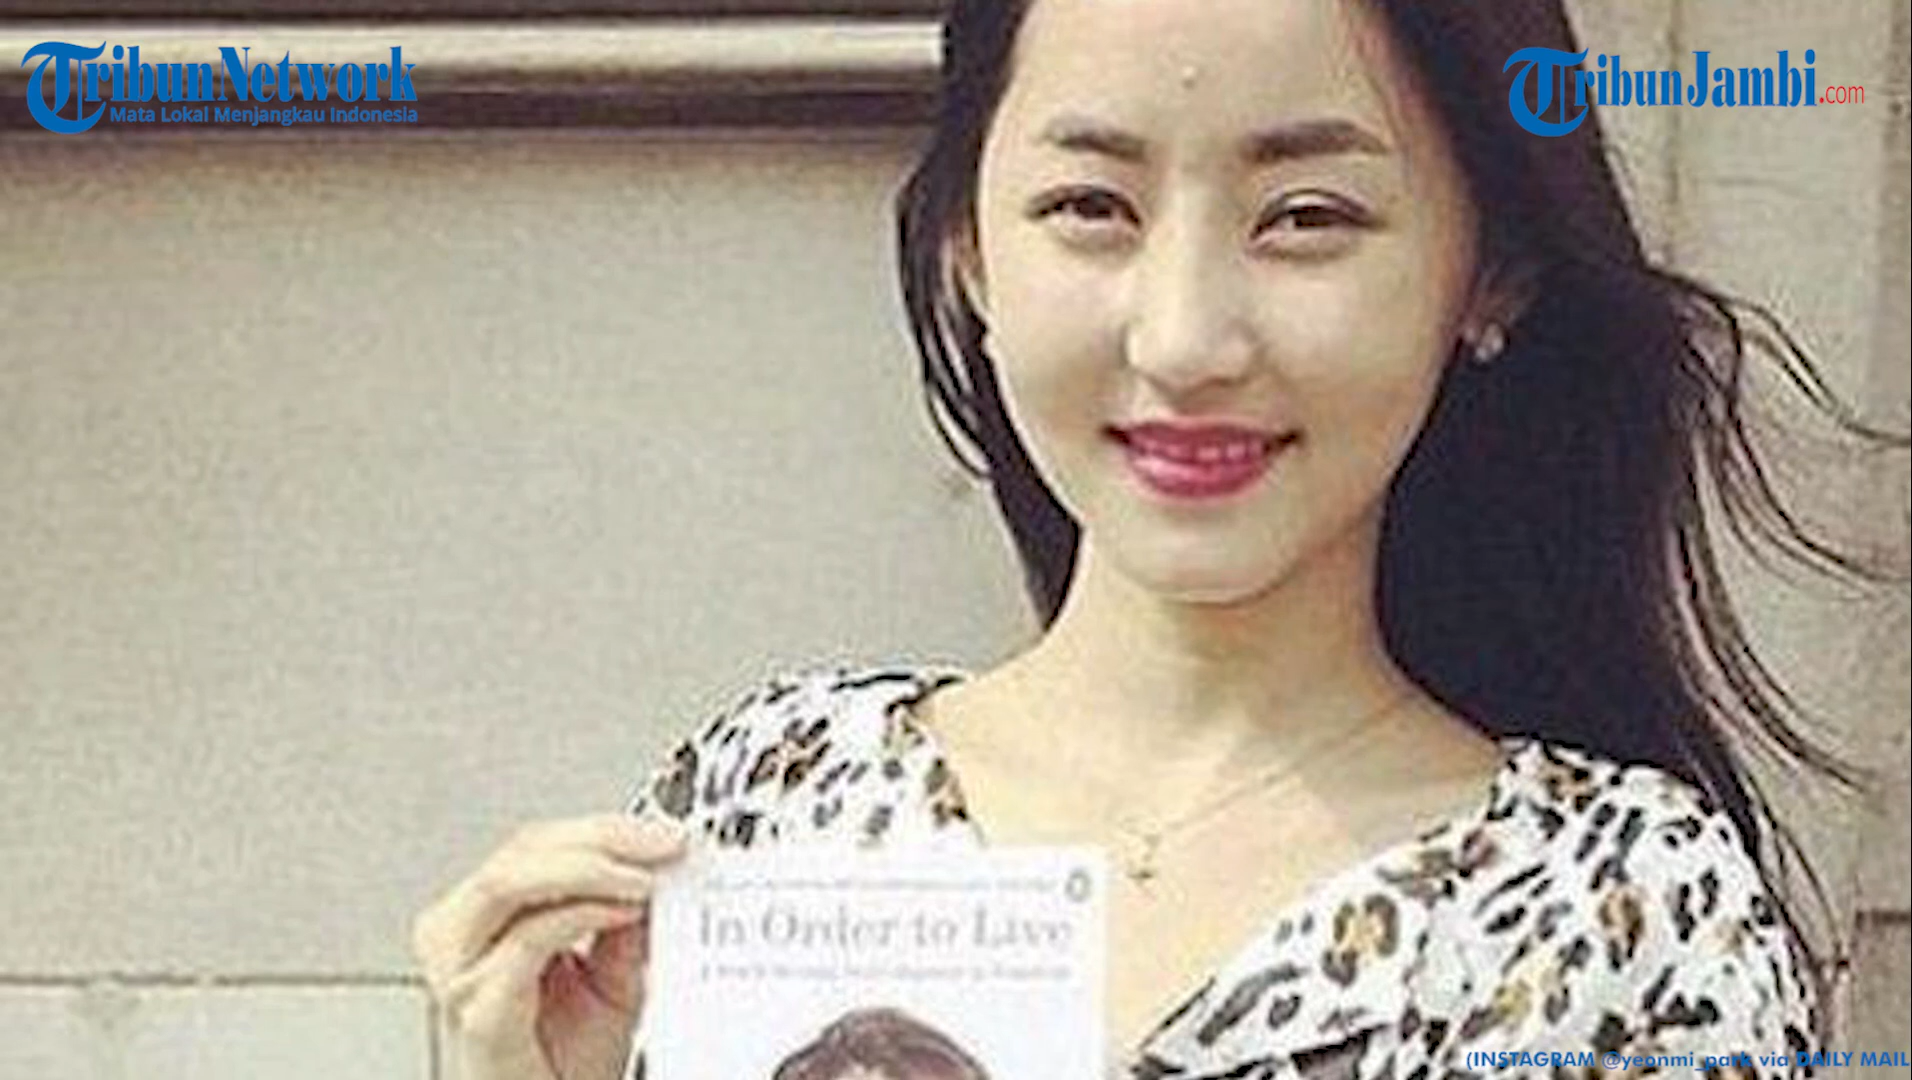 TribunNetwork
Mata Lokal Menjangkau Indonesia
TribunJambi.com
In Order to Live
(INSTAGRAM @yeonmi_park via DAILY MAIL